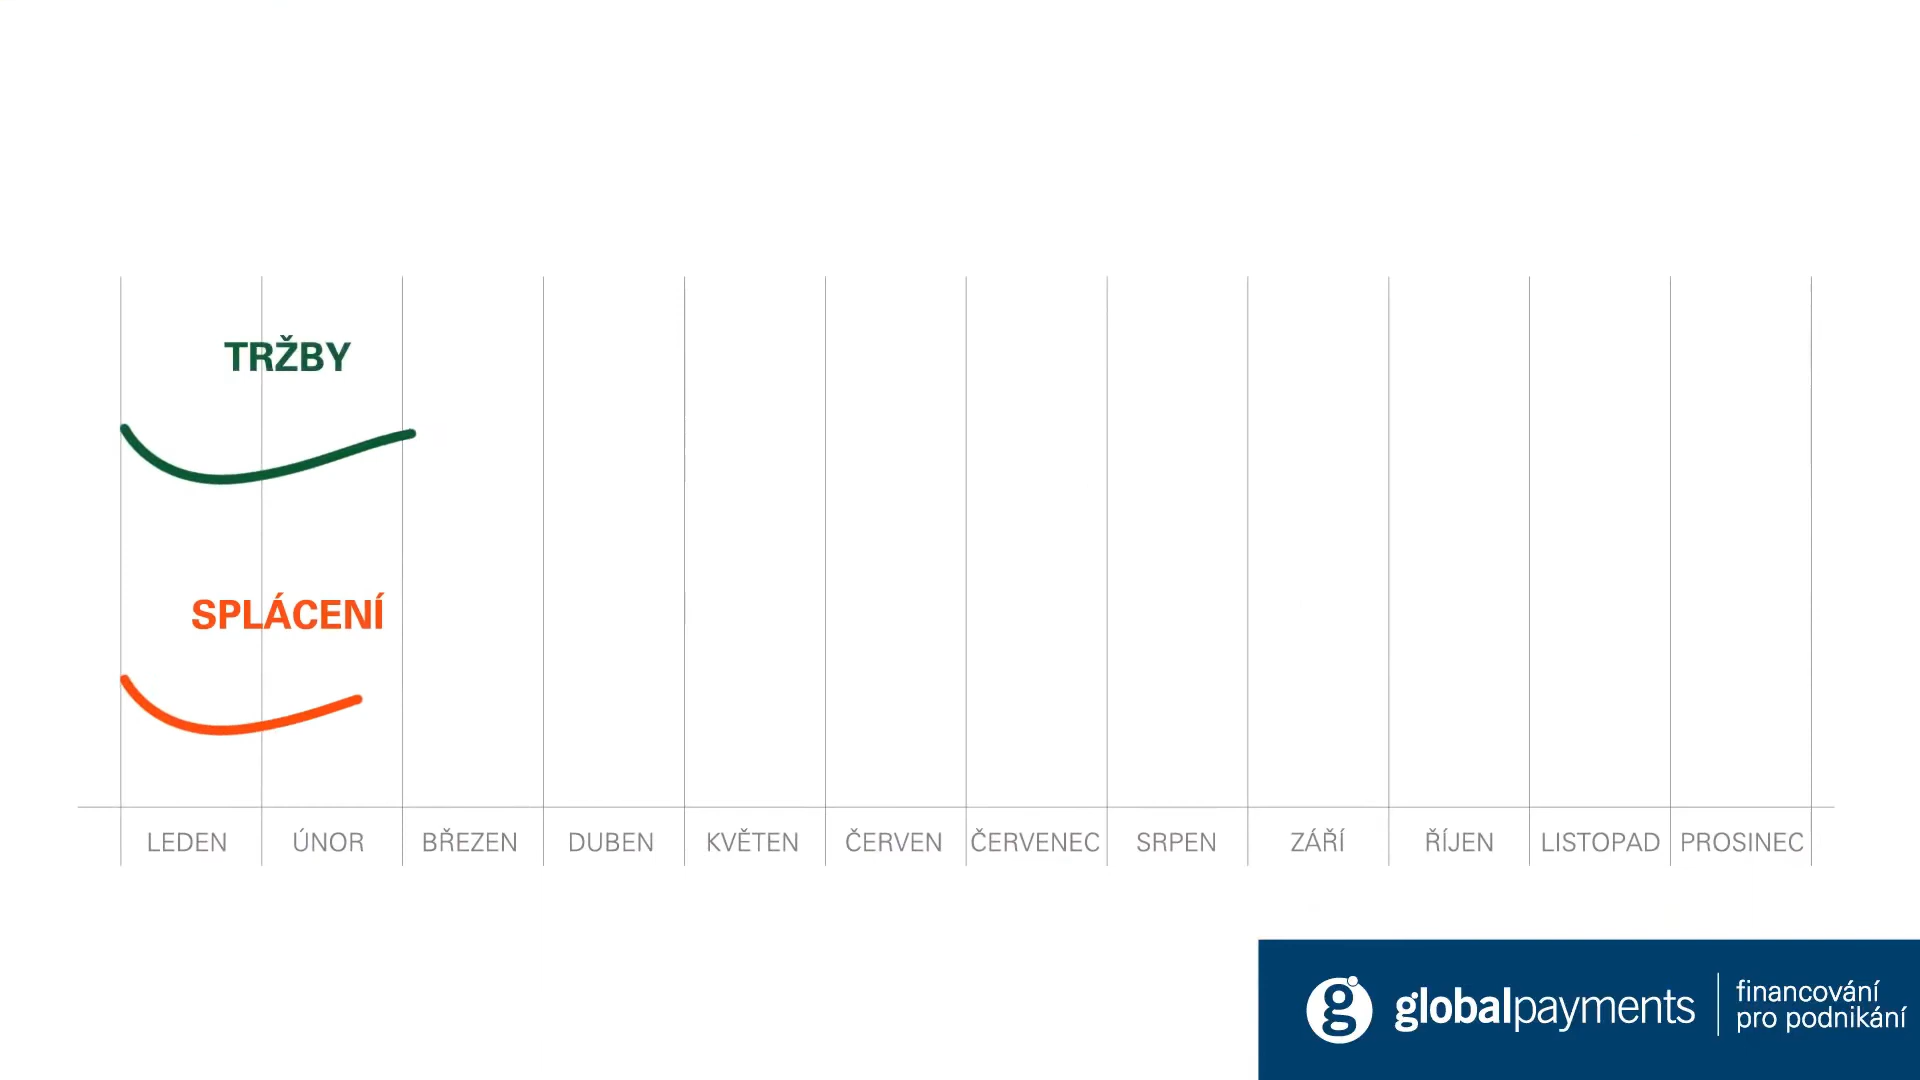 TRŽBY
SPLÁCENÍ
LEDEN ÚNOR BŘEZEN DUBEN KVĚTEN ČERVEN ČERVENEC SRPEN ZÁŘÍ ŘÍJEN LISTOPAD PROSINEC
g globalpayments
financování
pro podnikání